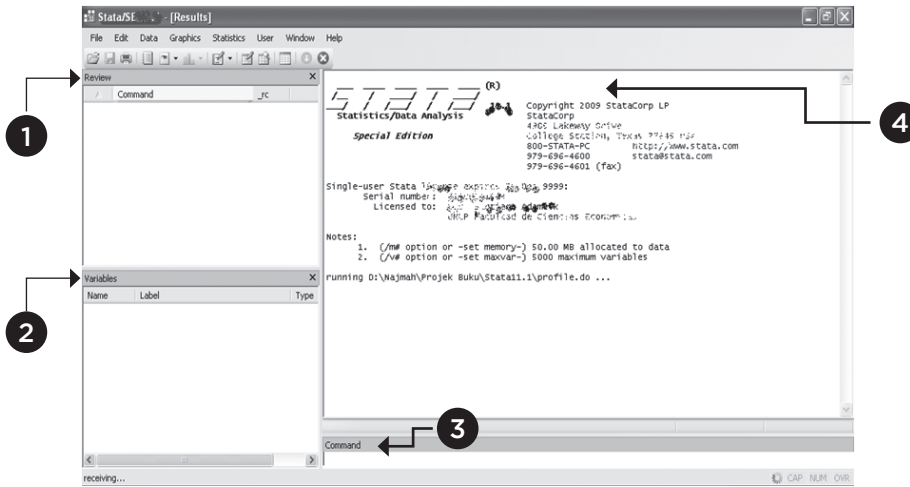 Stata/SE - [Results]
File Edit Data Graphics Statistics User Window Help
1
Review
Command _rc
2
Variables
Name Label Type
(R)
STATA
Statistics/Data Analysis
Special Edition
Copyright 2009 StataCorp LP
StataCorp
4905 Lakeway Drive
College Station, Texas 77845 USA
800-STATA-PC http://www.stata.com
979-696-4600 stata@stata.com
979-696-4601 (fax)
4
Single-user Stata license expires 9999:
Serial number:
Licensed to:
Facultad de Ciencias Económicas
Notes:
1. (/m# option or -set memory-) 50.00 MB allocated to data
2. (/v# option or -set maxvar-) 5000 maximum variables
running D:\Najmah\Projek Buku\Stata11.1\profile.do ...
3
Command
receiving...
CAP NUM OVR